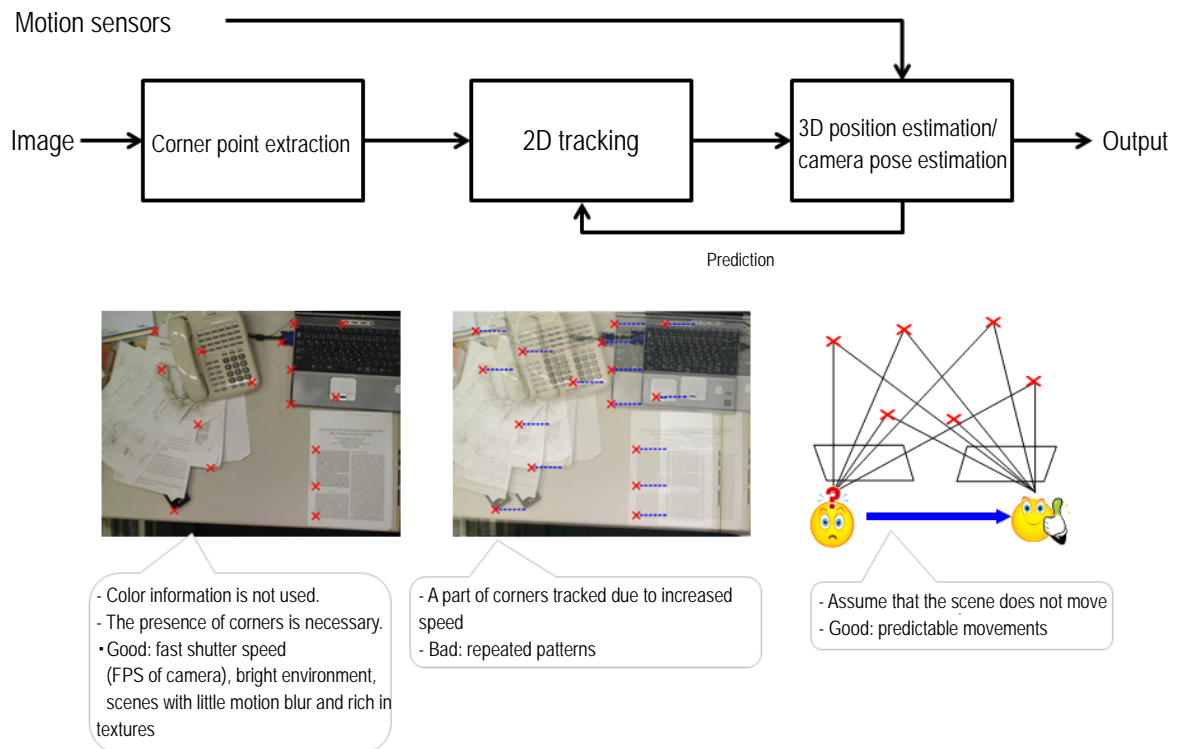 Motion sensors
Image
Corner point extraction
2D tracking
3D position estimation/
camera pose estimation
Output
Prediction
- Color information is not used.
- The presence of corners is necessary.
・Good: fast shutter speed
(FPS of camera), bright environment,
scenes with little motion blur and rich in
textures
- A part of corners tracked due to increased
speed
- Bad: repeated patterns
?
- Assume that the scene does not move
- Good: predictable movements